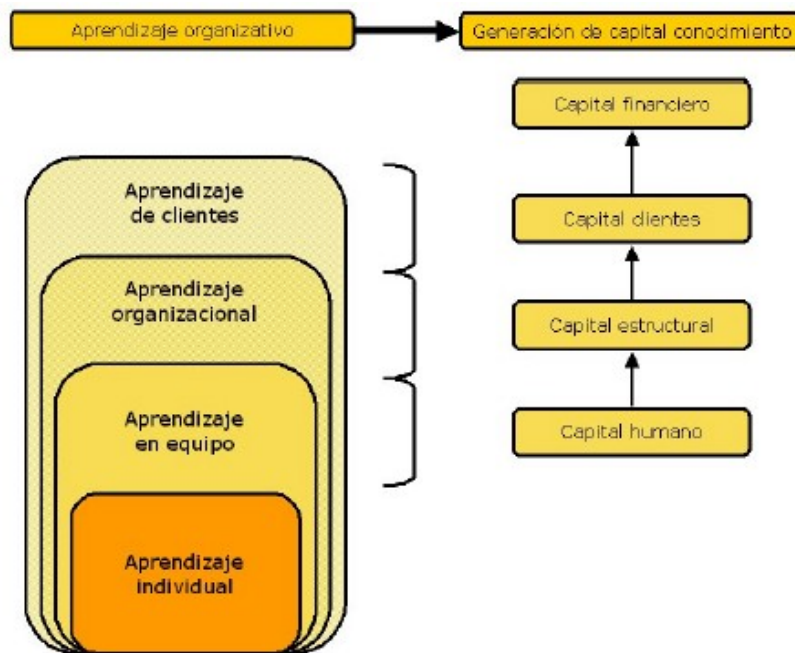 Aprendizaje organizativo
Generación de capital conocimiento
Capital financiero
Aprendizaje
de clientes
Capital clientes
Aprendizaje
organizacional
Capital estructural
Aprendizaje
en equipo
Capital humano
Aprendizaje
individual